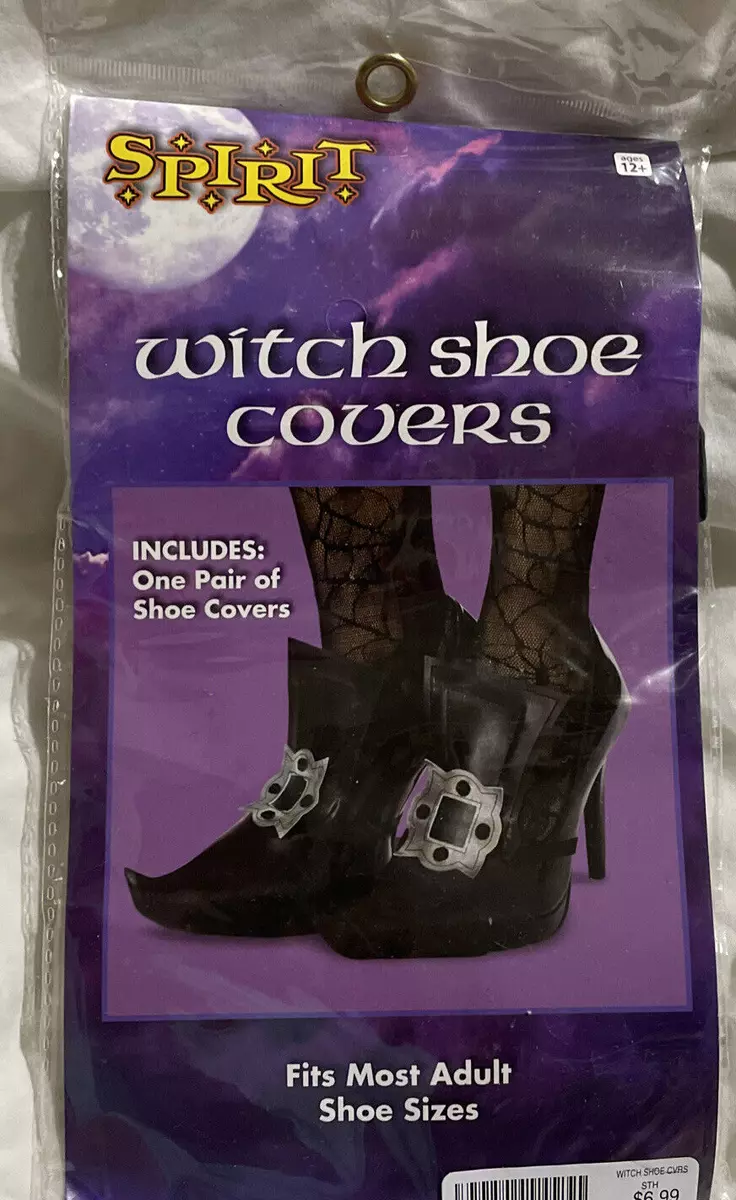 SPIRIT
ages
12+
witch shoe
covers
INCLUDES:
One Pair of
Shoe Covers
Fits Most Adult
Shoe Sizes
WITCH SHOE CVRS
STH
$6.99